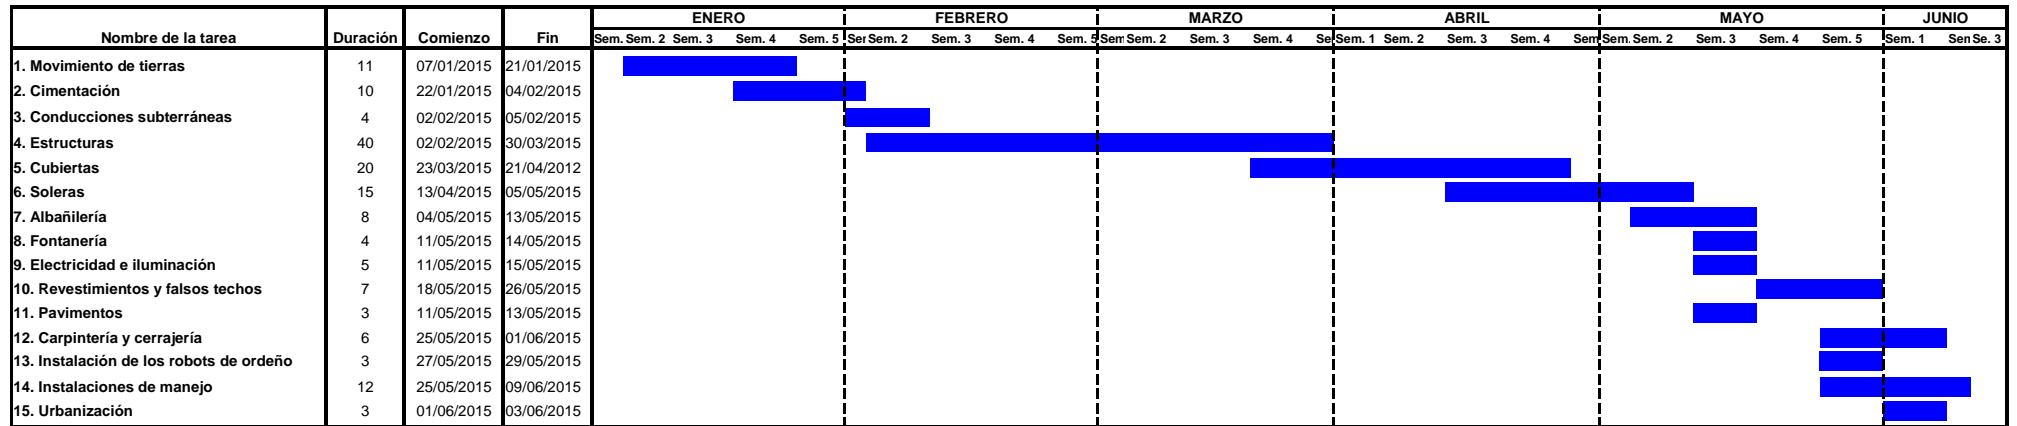 ENERO FEBRERO MARZO ABRIL MAYO JUNIO
Nombre de la tarea Duración Comienzo Fin Sem. Sem. 2 Sem. 3 Sem. 4 Sem. 5 Ser Sem. 2 Sem. 3 Sem. 4 Sem. 5 Sem Sem. 2 Sem. 3 Sem. 4 Se Sem. 1 Sem. 2 Sem. 3 Sem. 4 Sem Sem. Sem. 2 Sem. 3 Sem. 4 Sem. 5 Sem. 1 Sen Se. 3
1. Movimiento de tierras 11 07/01/2015 21/01/2015
2. Cimentación 10 22/01/2015 04/02/2015
3. Conducciones subterráneas 4 02/02/2015 05/02/2015
4. Estructuras 40 02/02/2015 30/03/2015
5. Cubiertas 20 23/03/2015 21/04/2012
6. Soleras 15 13/04/2015 05/05/2015
7. Albañilería 8 04/05/2015 13/05/2015
8. Fontanería 4 11/05/2015 14/05/2015
9. Electricidad e iluminación 5 11/05/2015 15/05/2015
10. Revestimientos y falsos techos 7 18/05/2015 26/05/2015
11. Pavimentos 3 11/05/2015 13/05/2015
12. Carpintería y cerrajería 6 25/05/2015 01/06/2015
13. Instalación de los robots de ordeño 3 27/05/2015 29/05/2015
14. Instalaciones de manejo 12 25/05/2015 09/06/2015
15. Urbanización 3 01/06/2015 03/06/2015